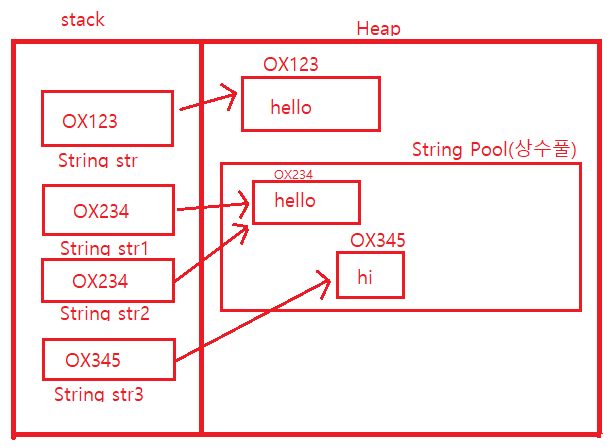 stack
Heap
OX123
OX123
hello
String str
String Pool(상수풀)
OX234
OX234
hello
String str1
OX345
OX234
hi
String str2
OX345
String str3